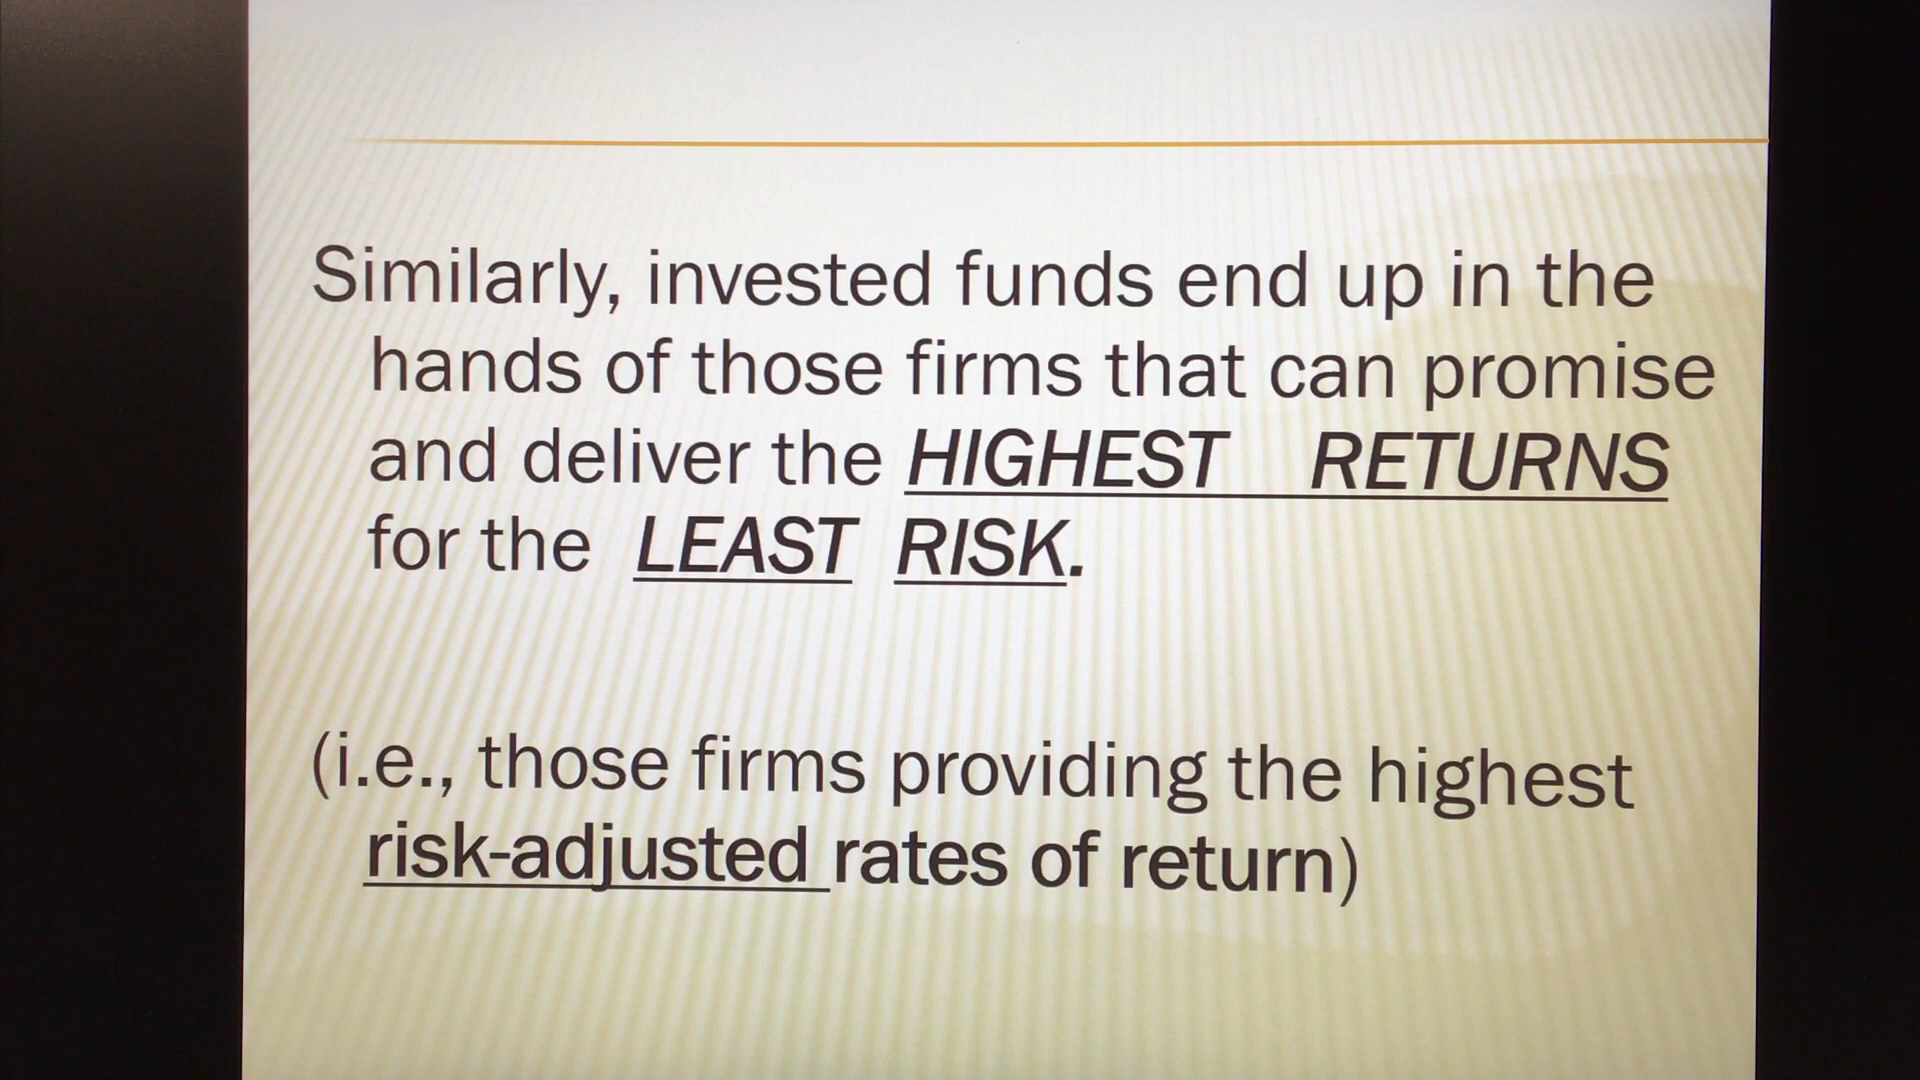 Similarly, invested funds end up in the
hands of those firms that can promise
and deliver the HIGHEST RETURNS
for the LEAST RISK.
(i.e., those firms providing the highest
risk-adjusted rates of return)